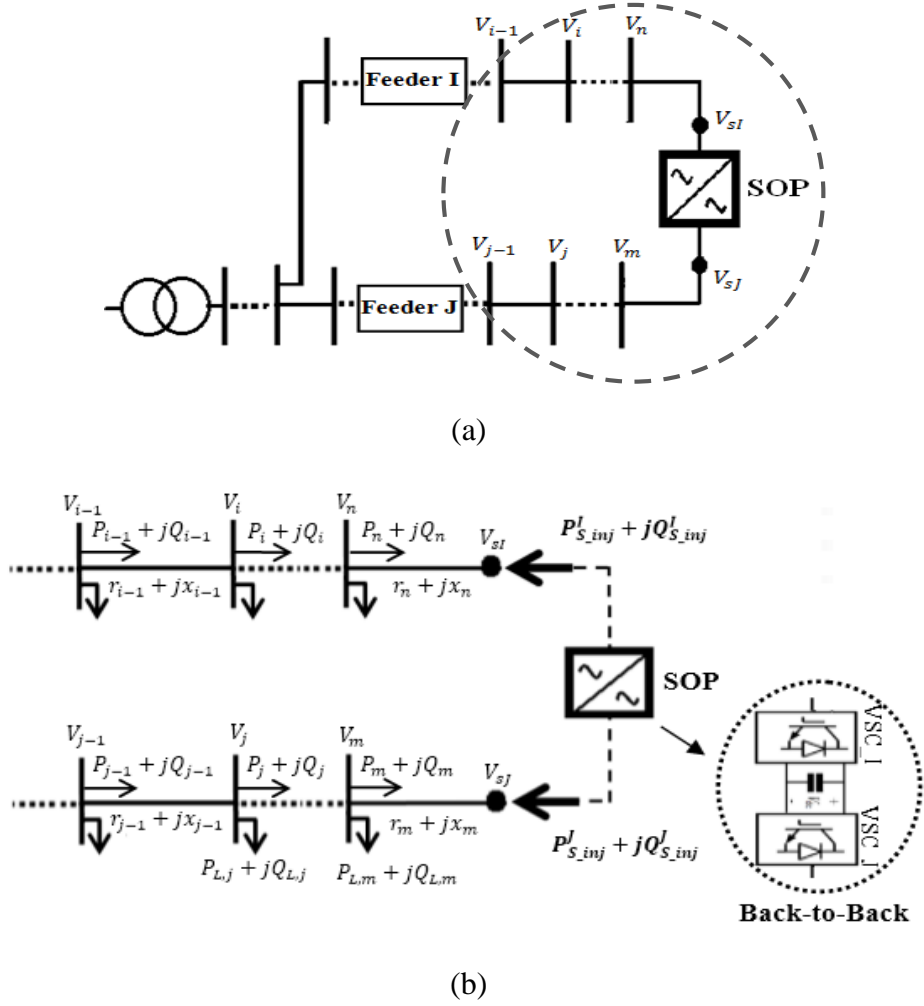 V_{i-1} V_i V_n
Feeder I
V_{sI}
SOP
V_{j-1} V_j V_m
V_{sJ}
Feeder J
(a)
V_{i-1} V_i V_n
P_{i-1} + jQ_{i-1} P_i + jQ_i P_n + jQ_n
V_{sI}
P^I_{S_inj} + jQ^I_{S_inj}
r_{i-1} + jx_{i-1} r_n + jx_n
SOP
V_{j-1} V_j V_m
P_{j-1} + jQ_{j-1} P_j + jQ_j P_m + jQ_m
V_{sJ}
r_{j-1} + jx_{j-1} r_m + jx_m
P^J_{S_inj} + jQ^J_{S_inj}
P_{L,j} + jQ_{L,j} P_{L,m} + jQ_{L,m}
VSC_I
- +
VSC_J
Back-to-Back
(b)